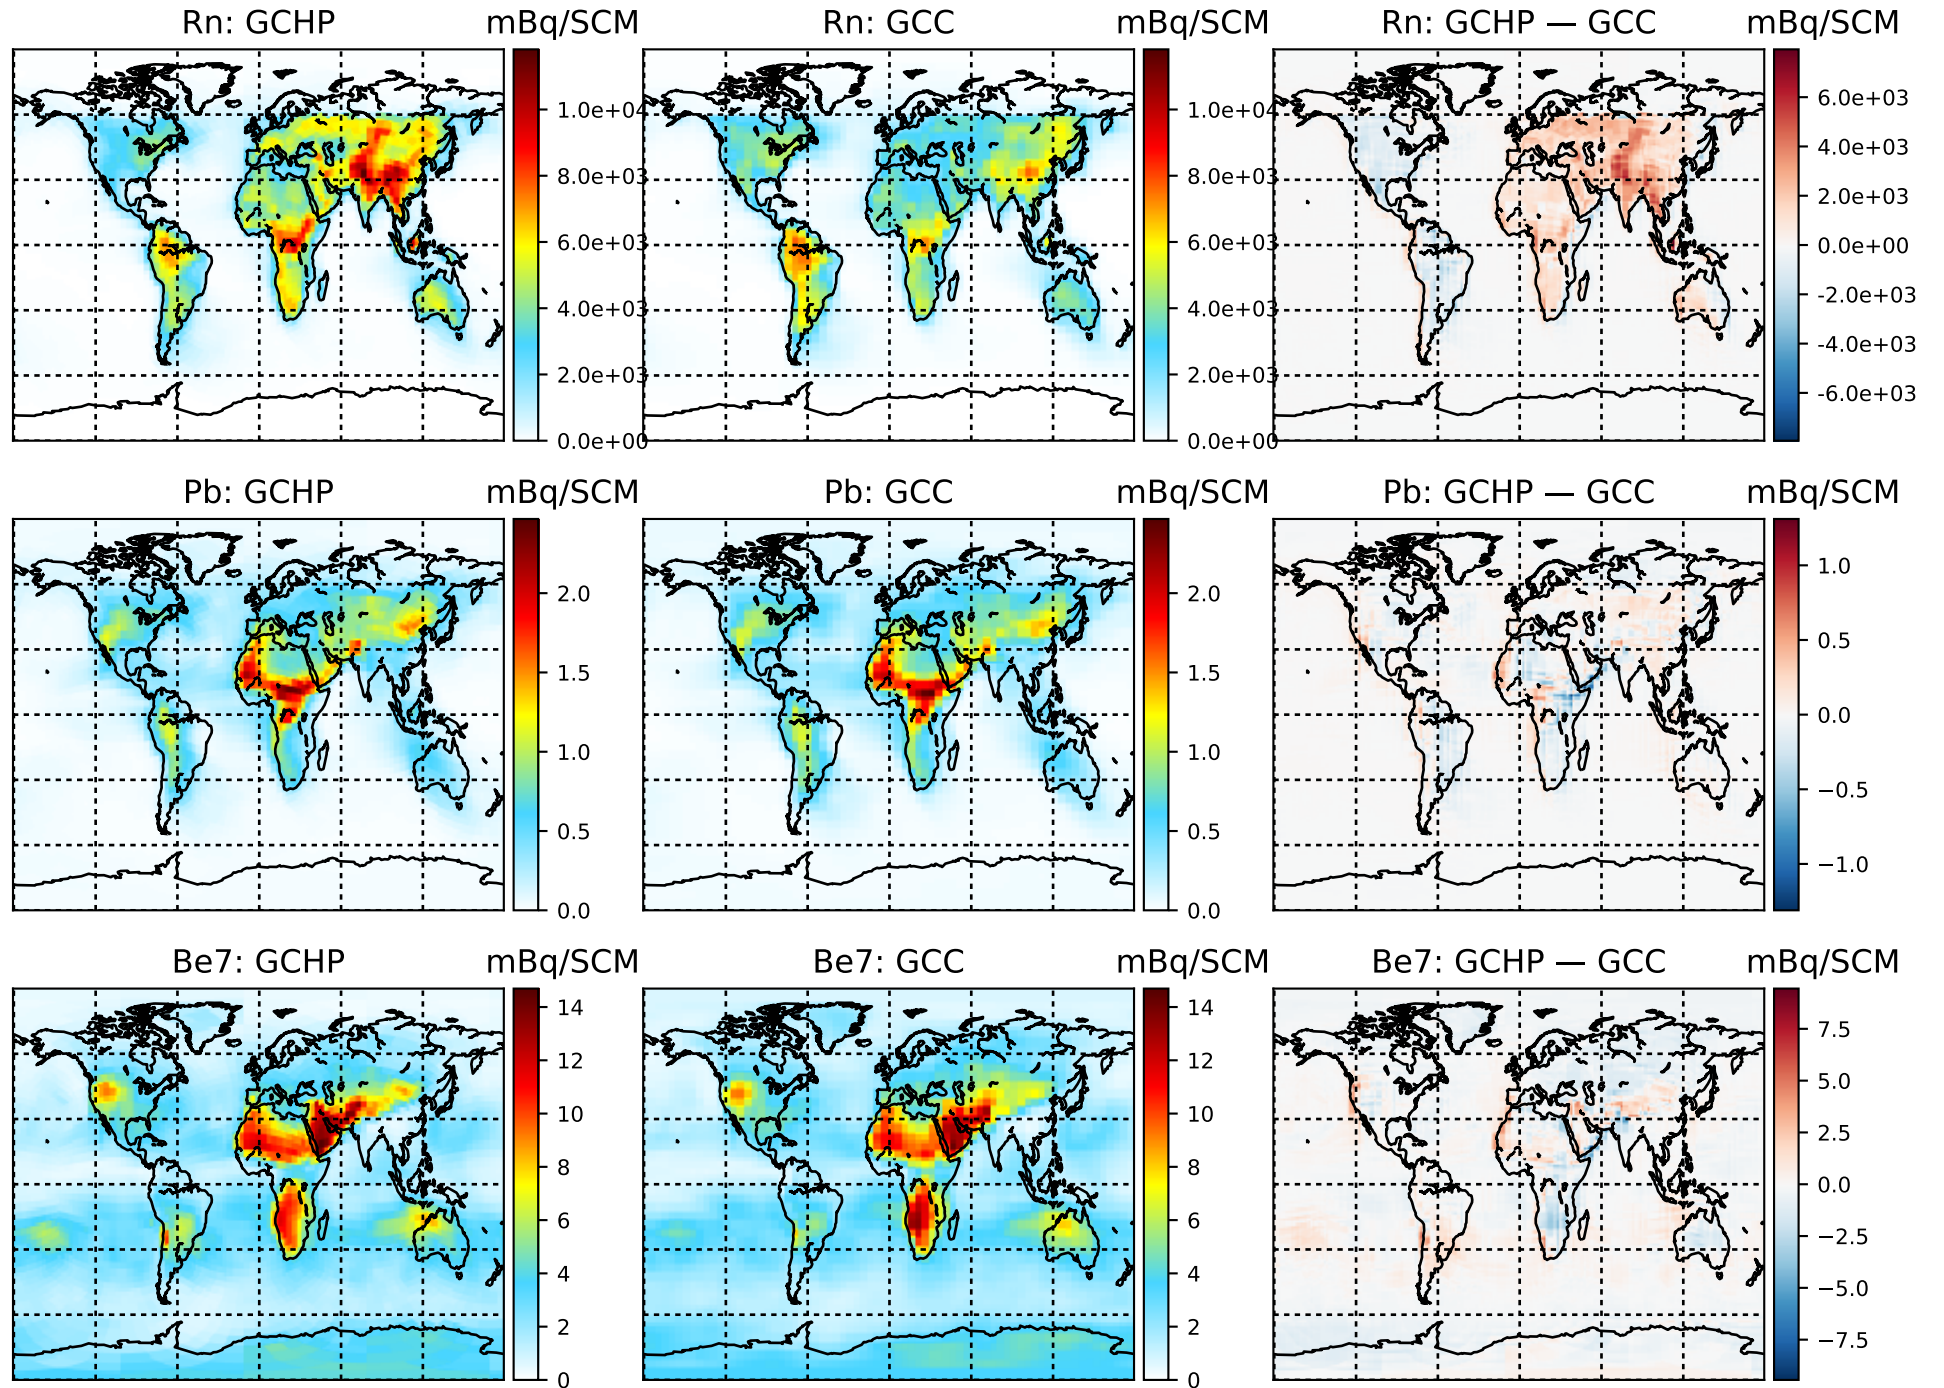 Rn: GCHP mBq/SCM
1.0e+04
8.0e+03
6.0e+03
4.0e+03
2.0e+03
0.0e+00
Rn: GCC mBq/SCM
1.0e+04
8.0e+03
6.0e+03
4.0e+03
2.0e+03
0.0e+00
Rn: GCHP — GCC mBq/SCM
6.0e+03
4.0e+03
2.0e+03
0.0e+00
-2.0e+03
-4.0e+03
-6.0e+03
Pb: GCHP mBq/SCM
2.0
1.5
1.0
0.5
0.0
Pb: GCC mBq/SCM
2.0
1.5
1.0
0.5
0.0
Pb: GCHP — GCC mBq/SCM
1.0
0.5
0.0
−0.5
−1.0
Be7: GCHP mBq/SCM
14
12
10
8
6
4
2
0
Be7: GCC mBq/SCM
14
12
10
8
6
4
2
0
Be7: GCHP — GCC mBq/SCM
7.5
5.0
2.5
0.0
−2.5
−5.0
−7.5